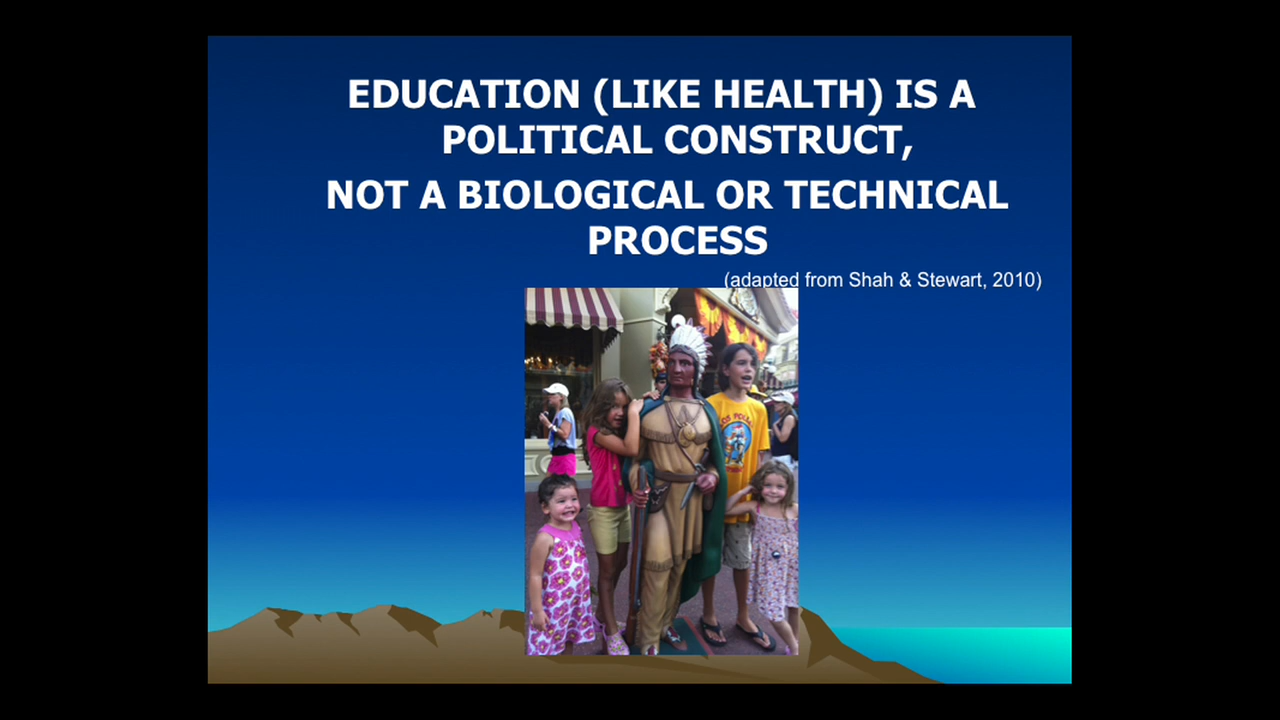 EDUCATION (LIKE HEALTH) IS A
POLITICAL CONSTRUCT,
NOT A BIOLOGICAL OR TECHNICAL
PROCESS
(adapted from Shah & Stewart, 2010)